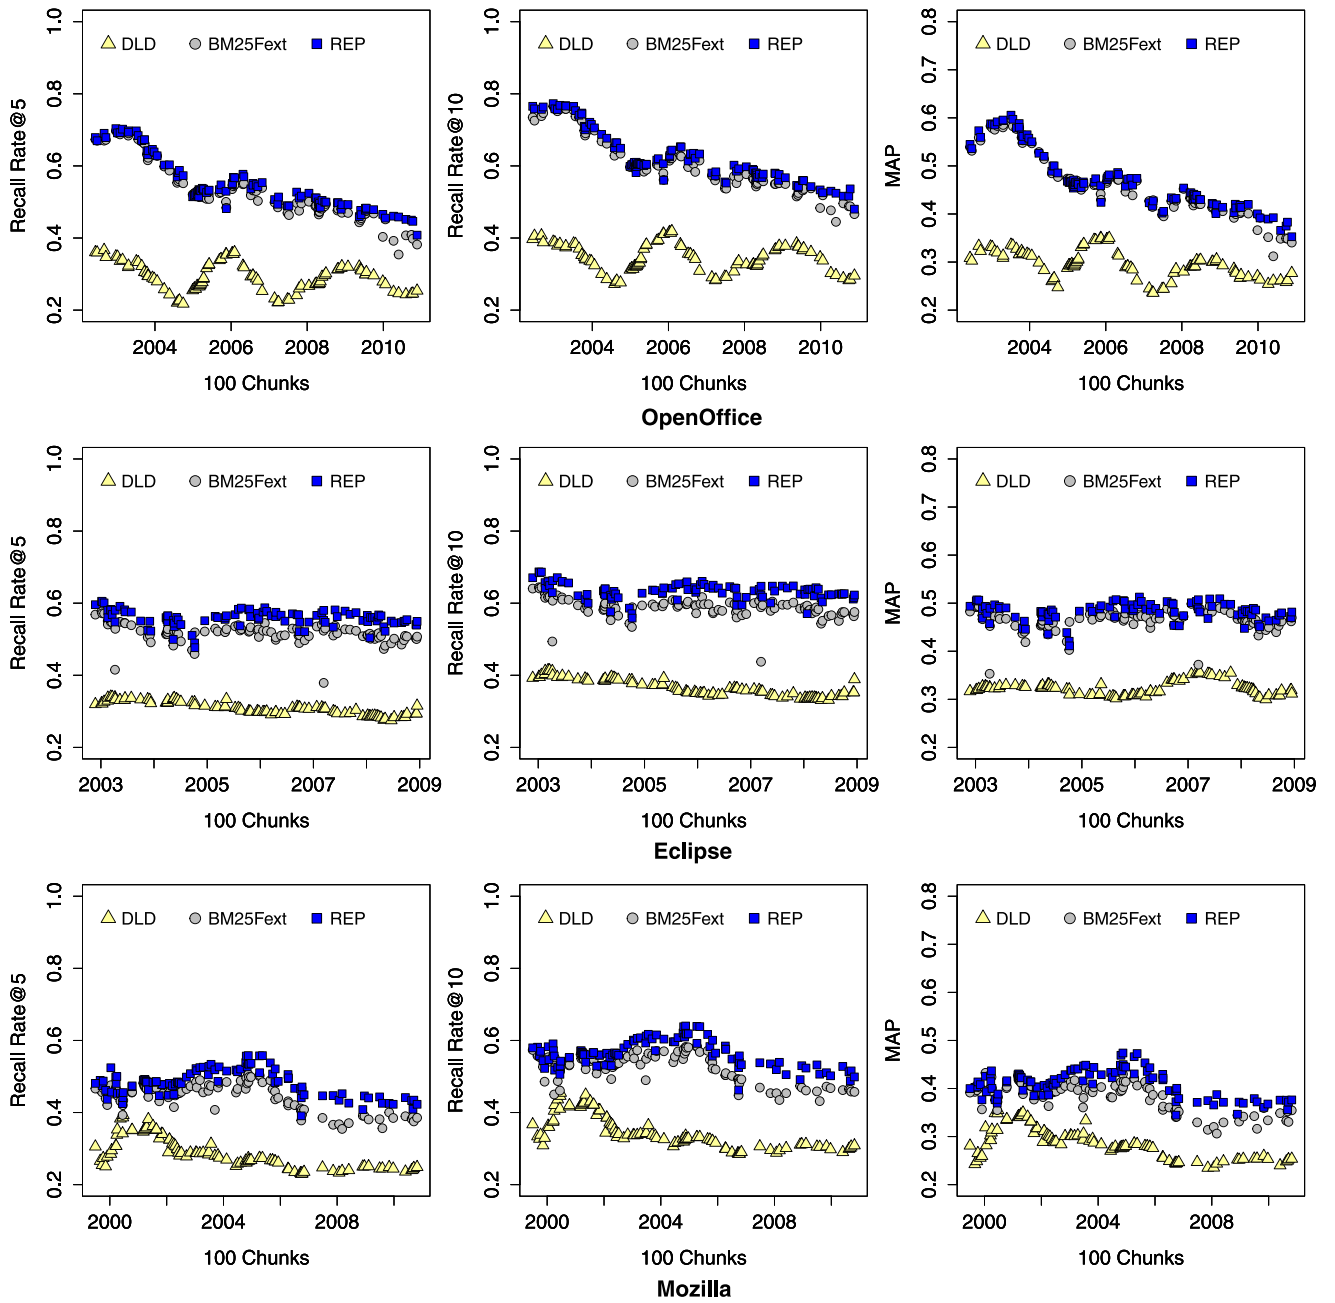 Recall Rate@5
1.0
0.8
0.6
0.4
0.2
DLD BM25Fext REP
2004 2006 2008 2010
100 Chunks
Recall Rate@10
1.0
0.8
0.6
0.4
0.2
DLD BM25Fext REP
2004 2006 2008 2010
100 Chunks
MAP
0.8
0.7
0.6
0.5
0.4
0.3
0.2
DLD BM25Fext REP
2004 2006 2008 2010
100 Chunks
OpenOffice
Recall Rate@5
1.0
0.8
0.6
0.4
0.2
DLD BM25Fext REP
2003 2005 2007 2009
100 Chunks
Recall Rate@10
1.0
0.8
0.6
0.4
0.2
DLD BM25Fext REP
2003 2005 2007 2009
100 Chunks
MAP
0.8
0.7
0.6
0.5
0.4
0.3
0.2
DLD BM25Fext REP
2003 2005 2007 2009
100 Chunks
Eclipse
Recall Rate@5
1.0
0.8
0.6
0.4
0.2
DLD BM25Fext REP
2000 2004 2008
100 Chunks
Recall Rate@10
1.0
0.8
0.6
0.4
0.2
DLD BM25Fext REP
2000 2004 2008
100 Chunks
MAP
0.8
0.7
0.6
0.5
0.4
0.3
0.2
DLD BM25Fext REP
2000 2004 2008
100 Chunks
Mozilla